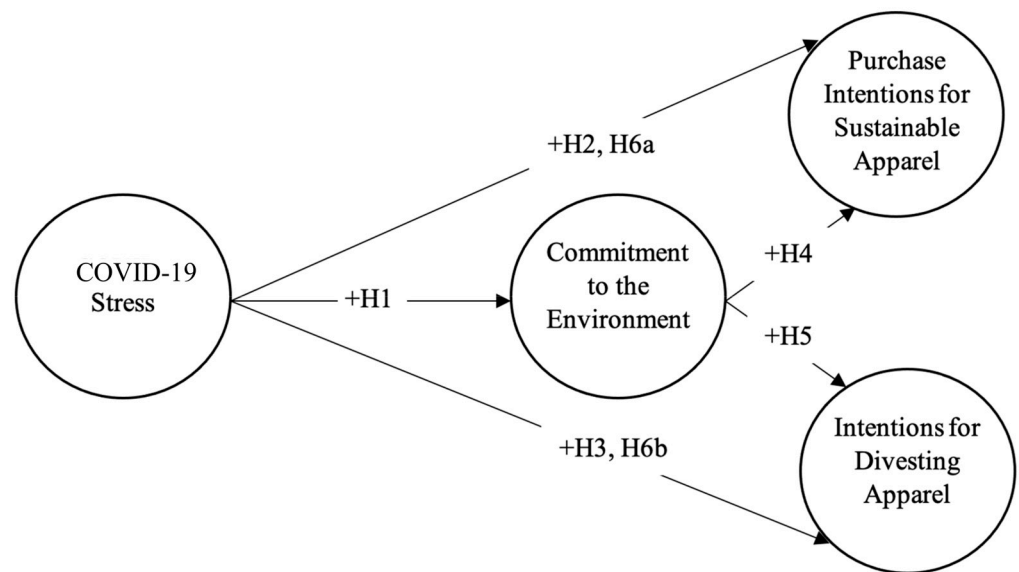 COVID-19
Stress
+H1
+H2, H6a
+H3, H6b
Commitment
to the
Environment
+H4
+H5
Purchase
Intentions for
Sustainable
Apparel
Intentions for
Divesting
Apparel